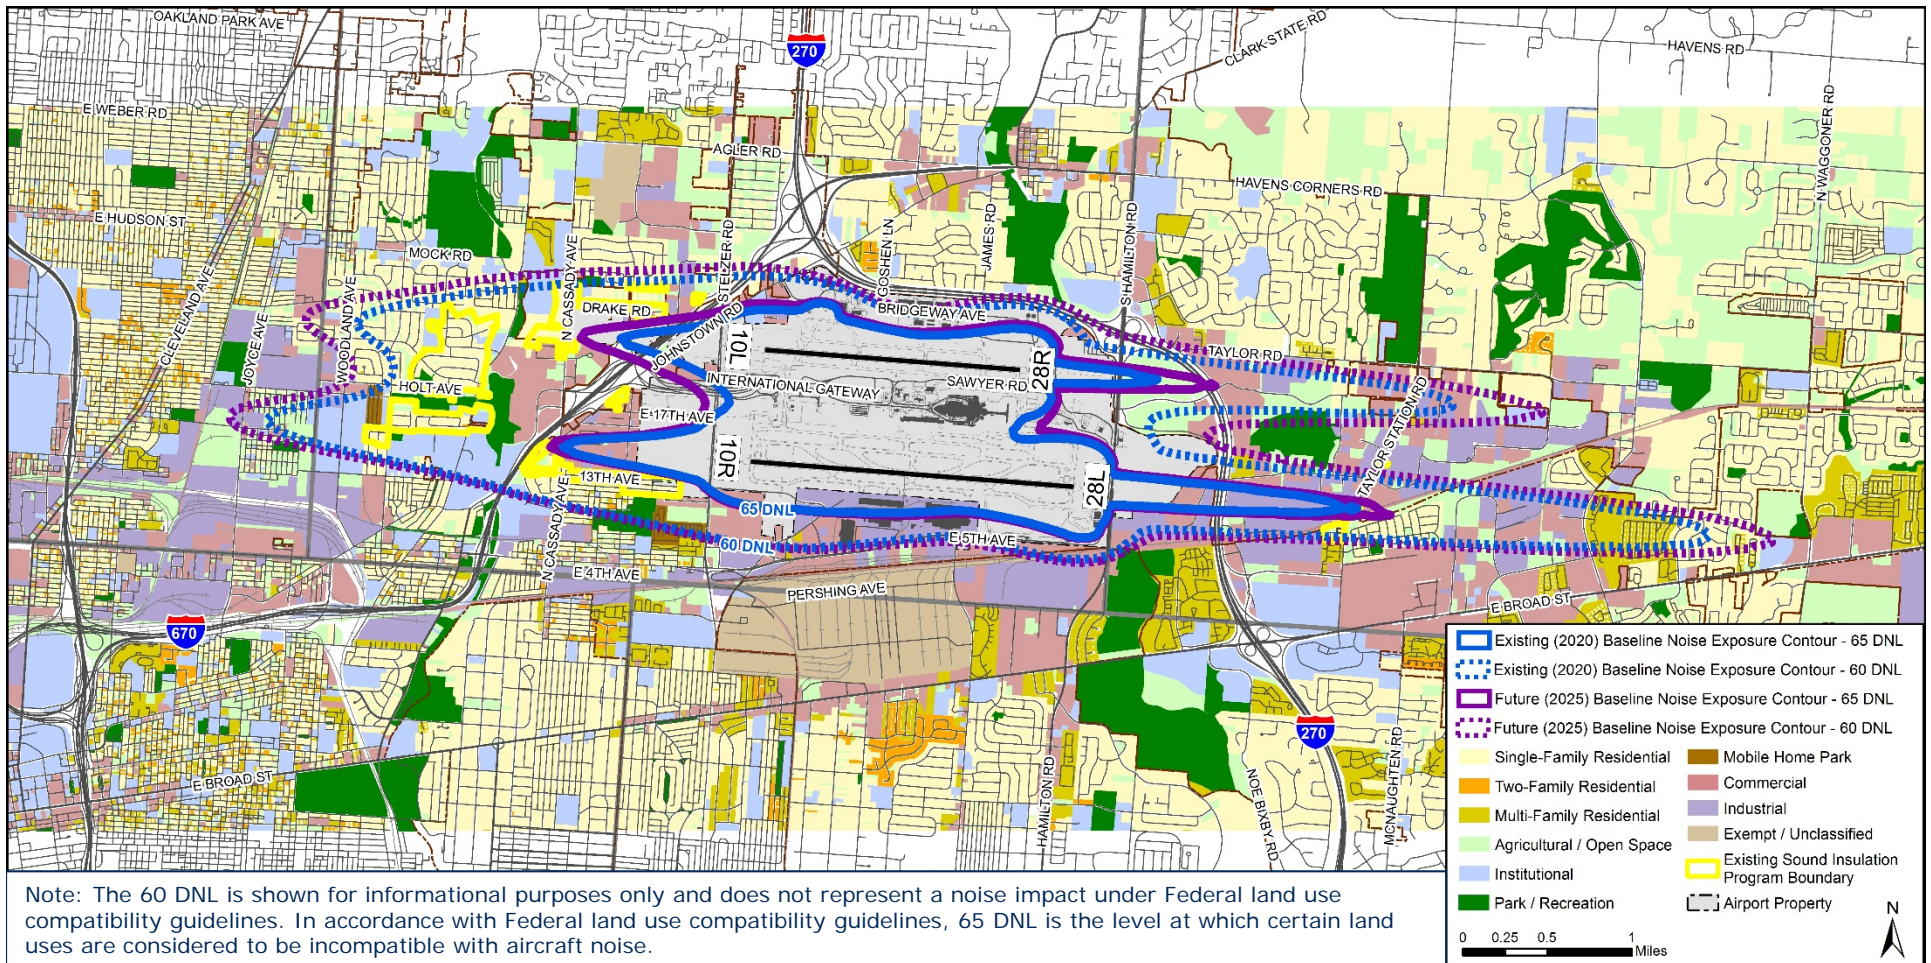 OAKLAND PARK AVE
270
CLARK STATE RD
HAVENS RD
E WEBER RD
AGLER RD
N WAGGONER RD
HAVENS CORNERS RD
E HUDSON ST
MOCK RD
N CASSADY AVE
STELZER RD
GOSHEN LN
JAMES RD
S HAMILTON RD
CLEVELAND AVE
JOYCE AVE
WOODLAND AVE
DRAKE RD
JOHNSTOWN RD
BRIDGEWAY AVE
TAYLOR RD
10L
28R
HOLT AVE
INTERNATIONAL GATEWAY
SAWYER RD
E 17TH AVE
TAYLOR STATION RD
10R
28L
13TH AVE
65 DNL
N CASSADY AVE
60 DNL
E 5TH AVE
E 4TH AVE
PERSHING AVE
E BROAD ST
670
270
E BROAD ST
HAMILTON RD
NOE BIXBY RD
MCNAUGHTEN RD
Existing (2020) Baseline Noise Exposure Contour - 65 DNL
Existing (2020) Baseline Noise Exposure Contour - 60 DNL
Future (2025) Baseline Noise Exposure Contour - 65 DNL
Future (2025) Baseline Noise Exposure Contour - 60 DNL
Single-Family Residential
Two-Family Residential
Multi-Family Residential
Agricultural / Open Space
Institutional
Park / Recreation
Mobile Home Park
Commercial
Industrial
Exempt / Unclassified
Existing Sound Insulation
Program Boundary
Airport Property
N
0 0.25 0.5 1
Miles
Note: The 60 DNL is shown for informational purposes only and does not represent a noise impact under Federal land use
compatibility guidelines. In accordance with Federal land use compatibility guidelines, 65 DNL is the level at which certain land
uses are considered to be incompatible with aircraft noise.